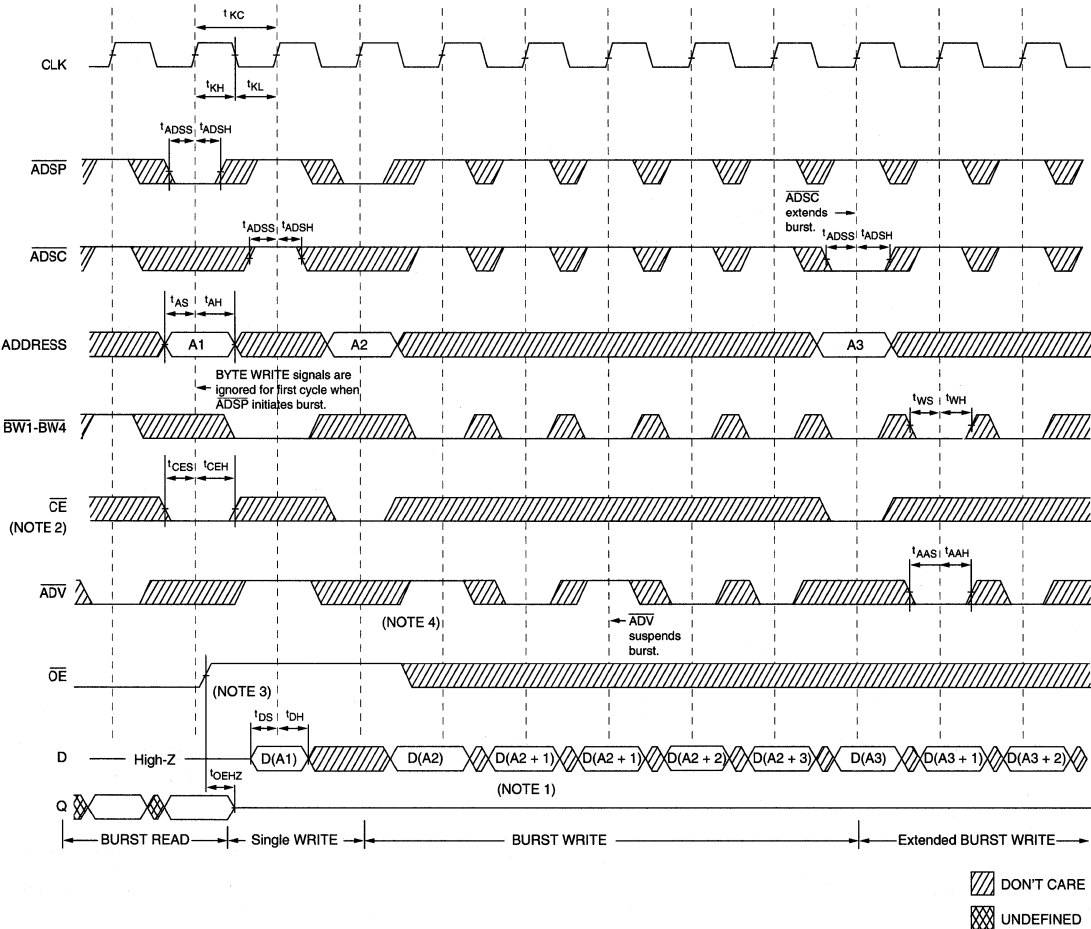 tKC
CLK
tKH tKL
tADSS tADSH
ADSP
ADSC
extends
burst.
tADSS tADSH
tADSS tADSH
ADSC
tAS tAH
ADDRESS A1 A2 A3
BYTE WRITE signals are
ignored for first cycle when
ADSP initiates burst.
tWS tWH
BW1-BW4
tCES tCEH
CE
(NOTE 2)
tAAS tAAH
ADV
(NOTE 4)
ADV
suspends
burst.
OE
(NOTE 3)
tDS tDH
D High-Z D(A1) D(A2) D(A2 + 1) D(A2 + 1) D(A2 + 2) D(A2 + 3) D(A3) D(A3 + 1) D(A3 + 2)
tOEHZ
(NOTE 1)
Q
BURST READ Single WRITE BURST WRITE Extended BURST WRITE
DON'T CARE
UNDEFINED